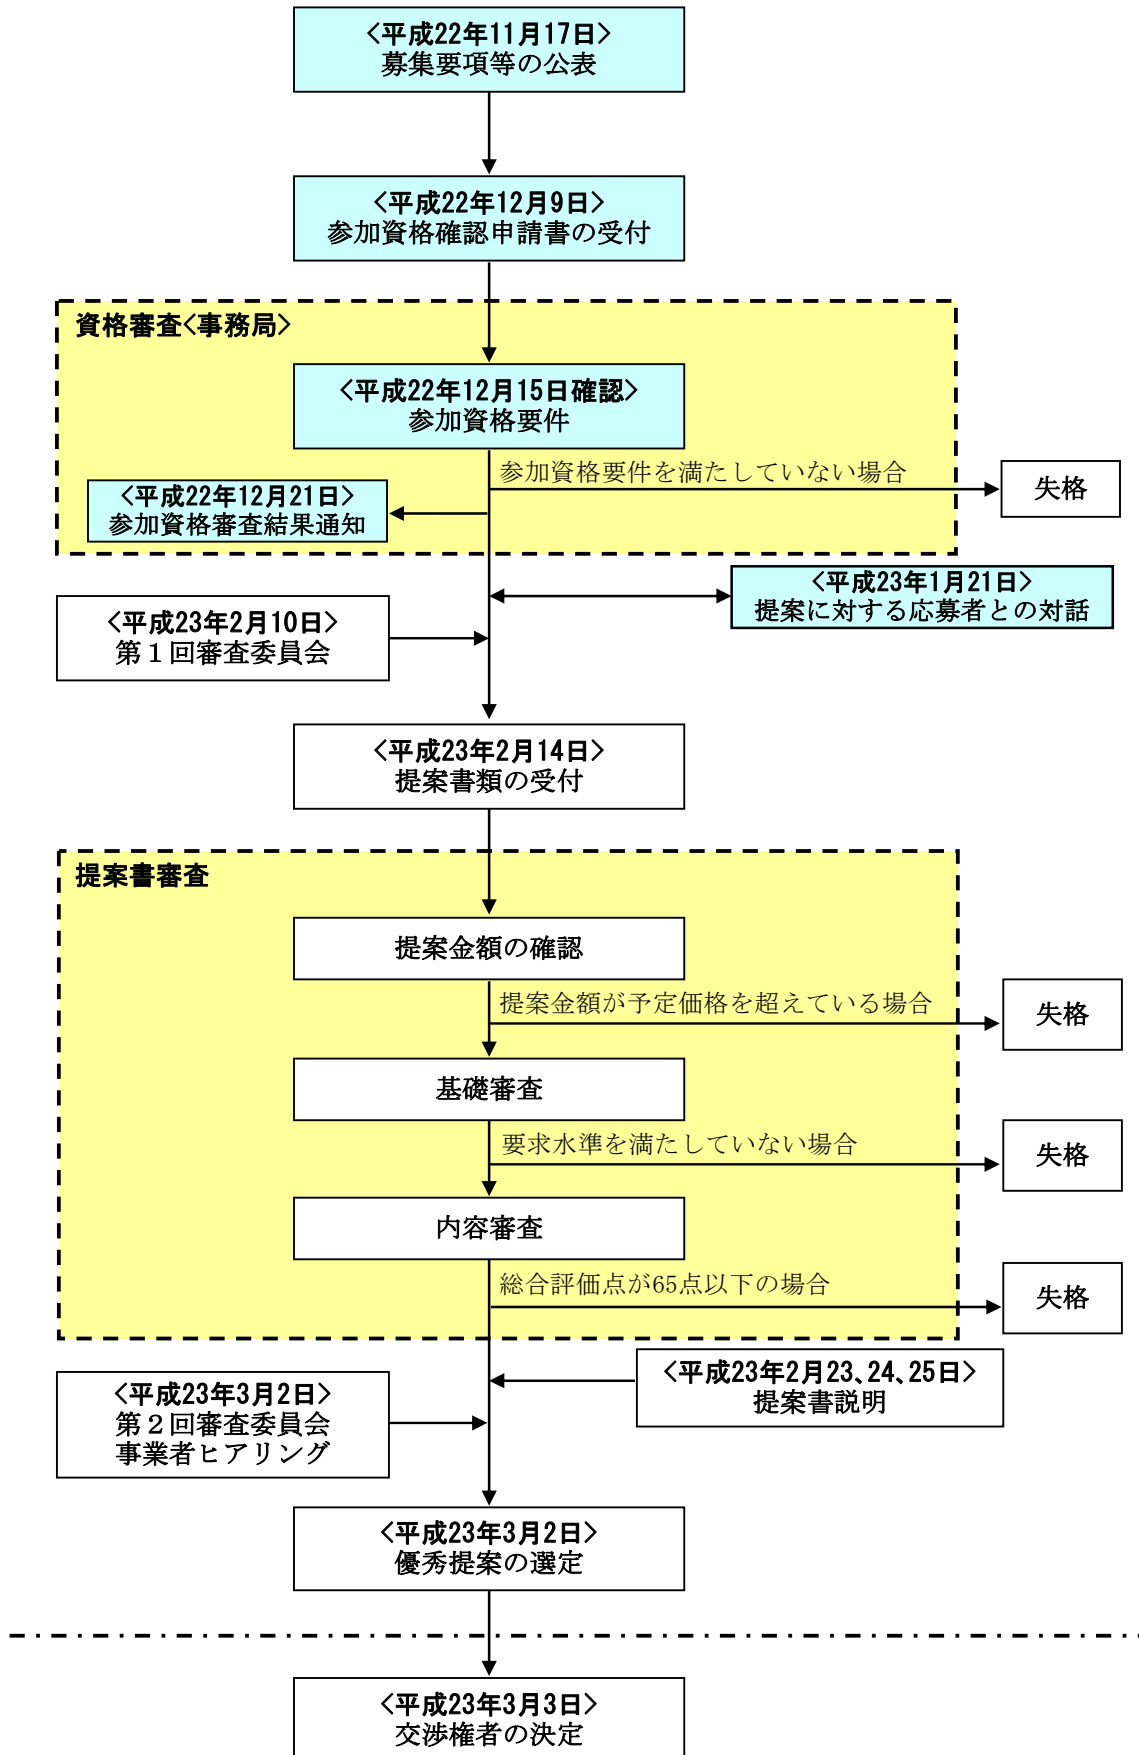 <平成22年11月17日>
募集要項等の公表
<平成22年12月9日>
参加資格確認申請書の受付
資格審査<事務局>
<平成22年12月15日確認>
参加資格要件
参加資格要件を満たしていない場合
失格
<平成22年12月21日>
参加資格審査結果通知
<平成23年1月21日>
提案に対する応募者との対話
<平成23年2月10日>
第１回審査委員会
<平成23年2月14日>
提案書類の受付
提案書審査
提案金額の確認
提案金額が予定価格を超えている場合
失格
基礎審査
要求水準を満たしていない場合
失格
内容審査
総合評価点が65点以下の場合
失格
<平成23年2月23、24、25日>
提案書説明
<平成23年3月2日>
第２回審査委員会
事業者ヒアリング
<平成23年3月2日>
優秀提案の選定
<平成23年3月3日>
交渉権者の決定